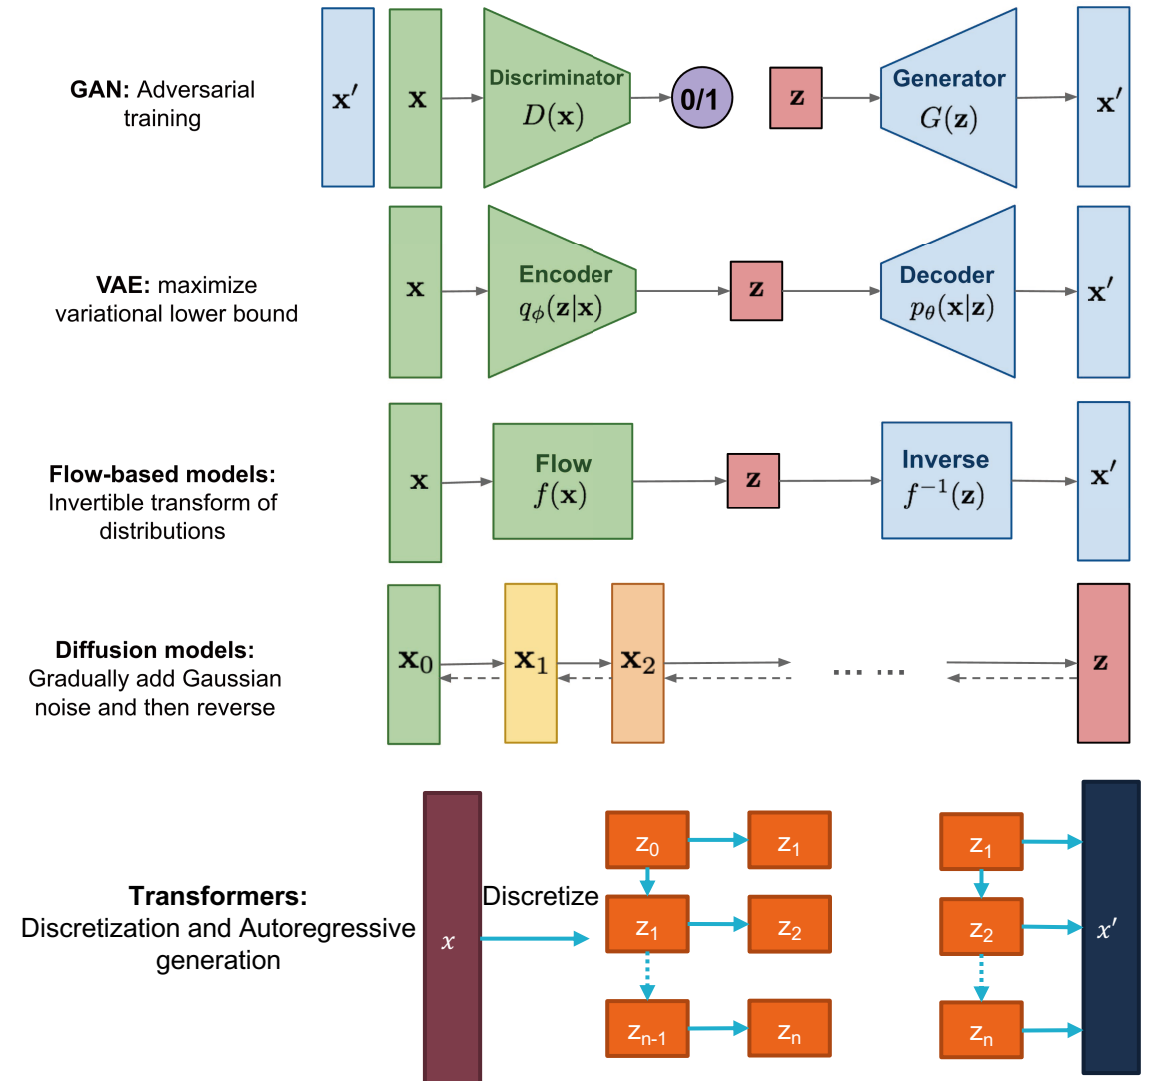 GAN: Adversarial
training
x′
x
Discriminator
D(x)
0/1
z
Generator
G(z)
x′
VAE: maximize
variational lower bound
x
Encoder
qϕ(z|x)
z
Decoder
pθ(x|z)
x′
Flow-based models:
Invertible transform of
distributions
x
Flow
f(x)
z
Inverse
f⁻¹(z)
x′
Diffusion models:
Gradually add Gaussian
noise and then reverse
x₀
x₁
x₂
... ...
z
Transformers:
Discretization and Autoregressive
generation
x
Discretize
z₀
z₁
z₁
z₂
zₙ₋₁
zₙ
z₁
z₂
zₙ
x′